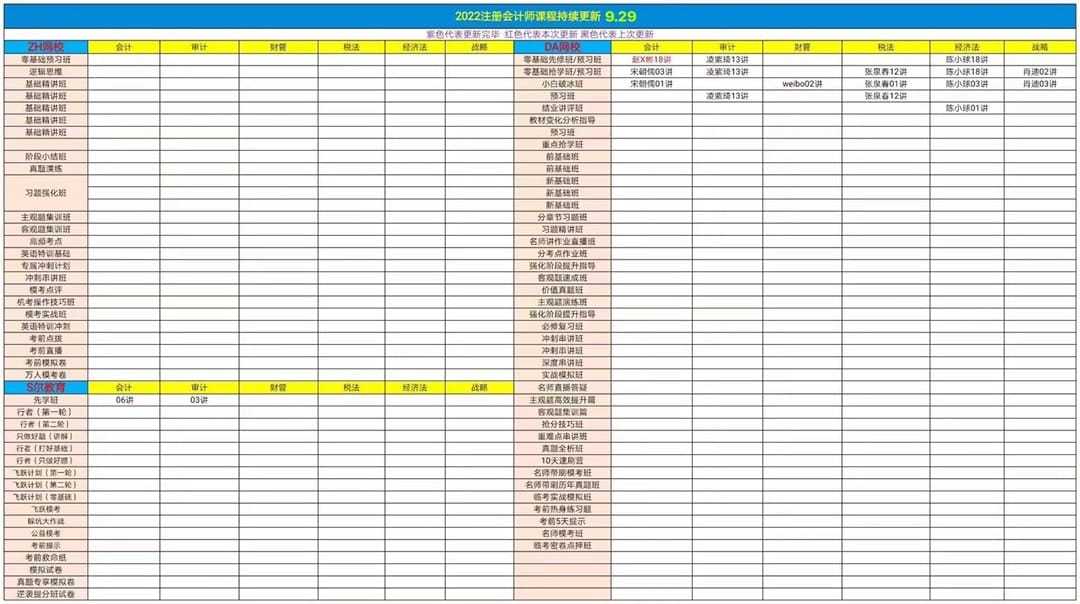 2022注册会计师课程持续更新 9.29
紫色代表更新完毕 红色代表本次更新 黑色代表上次更新
ZH网校 会计 审计 财管 税法 经济法 战略 DA网校 会计 审计 财管 税法 经济法 战略
零基础预习班 零基础先修班/预习班 赵X彬18讲 凌紫绮13讲 陈小球18讲
逻辑思维 零基础抢学班/预习班 宋朝儒03讲 凌紫绮13讲 张泉春12讲 陈小球18讲 肖迪02讲
基础精讲班 小白破冰班 宋朝儒01讲 weibo02讲 张泉春01讲 陈小球03讲 肖迪03讲
基础精讲班 预习班 凌紫绮13讲 张泉春12讲
基础精讲班 结业讲评班 陈小球01讲
基础精讲班 教材变化分析指导
基础精讲班 预习班
重点抢学班
阶段小结班 前基础班
真题演练 前基础班
新基础班
习题强化班 新基础班
新基础班
主观题集训班 分章节习题班
客观题集训班 习题精讲班
高频考点 名师讲作业直播班
英语特训基础 分考点作业班
专属冲刺计划 强化阶段提升指导
冲刺串讲班 客观题速成班
模考点评 价值真题班
机考操作技巧班 主观题演练班
模考实战班 强化阶段提升指导
英语特训冲刺 必修复习班
考前点拨 冲刺串讲班
考前直播 冲刺串讲班
考前模拟卷 深度串讲班
万人模考卷 实战模拟班
S尔教育 会计 审计 财管 税法 经济法 战略 名师直播答疑
先学班 06讲 03讲 主观题高效提升篇
行者（第一轮） 客观题集训篇
行者（第二轮） 抢分技巧班
只做好题（讲解） 重难点串讲班
行者（打好基础） 真题全析班
行者（只做好题） 10天速刷营
飞跃计划（第一轮） 名师带刷模考班
飞跃计划（第二轮） 名师带刷历年真题班
飞跃计划（零基础） 临考实战模拟班
飞跃模考 考前热身练习题
躲坑大作战 考前5天提示
公益模考 名师模考班
考前提示 临考密卷点押班
考前救命纸
模拟试卷
真题专享模拟卷
逆袭提分班试卷